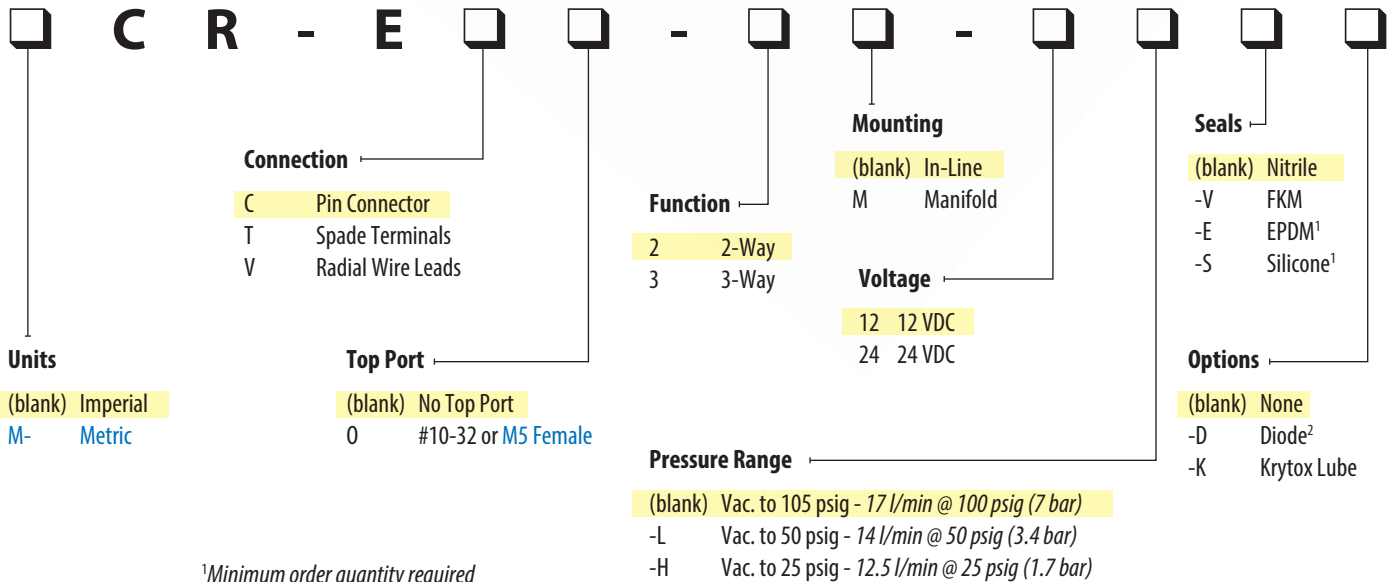 C R - E - -
Mounting
(blank) In-Line
M Manifold
Seals
(blank) Nitrile
-V FKM
-E EPDM¹
-S Silicone¹
Connection
C Pin Connector
T Spade Terminals
V Radial Wire Leads
Function
2 2-Way
3 3-Way
Voltage
12 12 VDC
24 24 VDC
Units
(blank) Imperial
M- Metric
Top Port
(blank) No Top Port
0 #10-32 or M5 Female
Options
(blank) None
-D Diode²
-K Krytox Lube
Pressure Range
(blank) Vac. to 105 psig - 17 l/min @ 100 psig (7 bar)
-L Vac. to 50 psig - 14 l/min @ 50 psig (3.4 bar)
-H Vac. to 25 psig - 12.5 l/min @ 25 psig (1.7 bar)
¹Minimum order quantity required